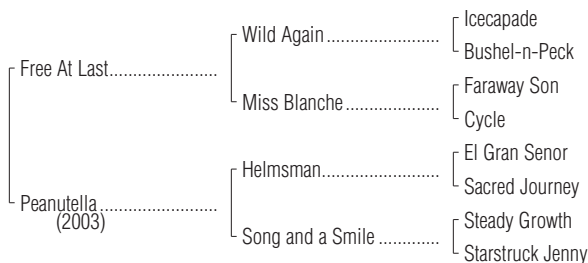 Icecapade
Wild Again
Bushel-n-Peck
Free At Last
Faraway Son
Miss Blanche
Cycle
El Gran Senor
Helmsman
Sacred Journey
Peanutella
(2003)
Steady Growth
Song and a Smile
Starstruck Jenny